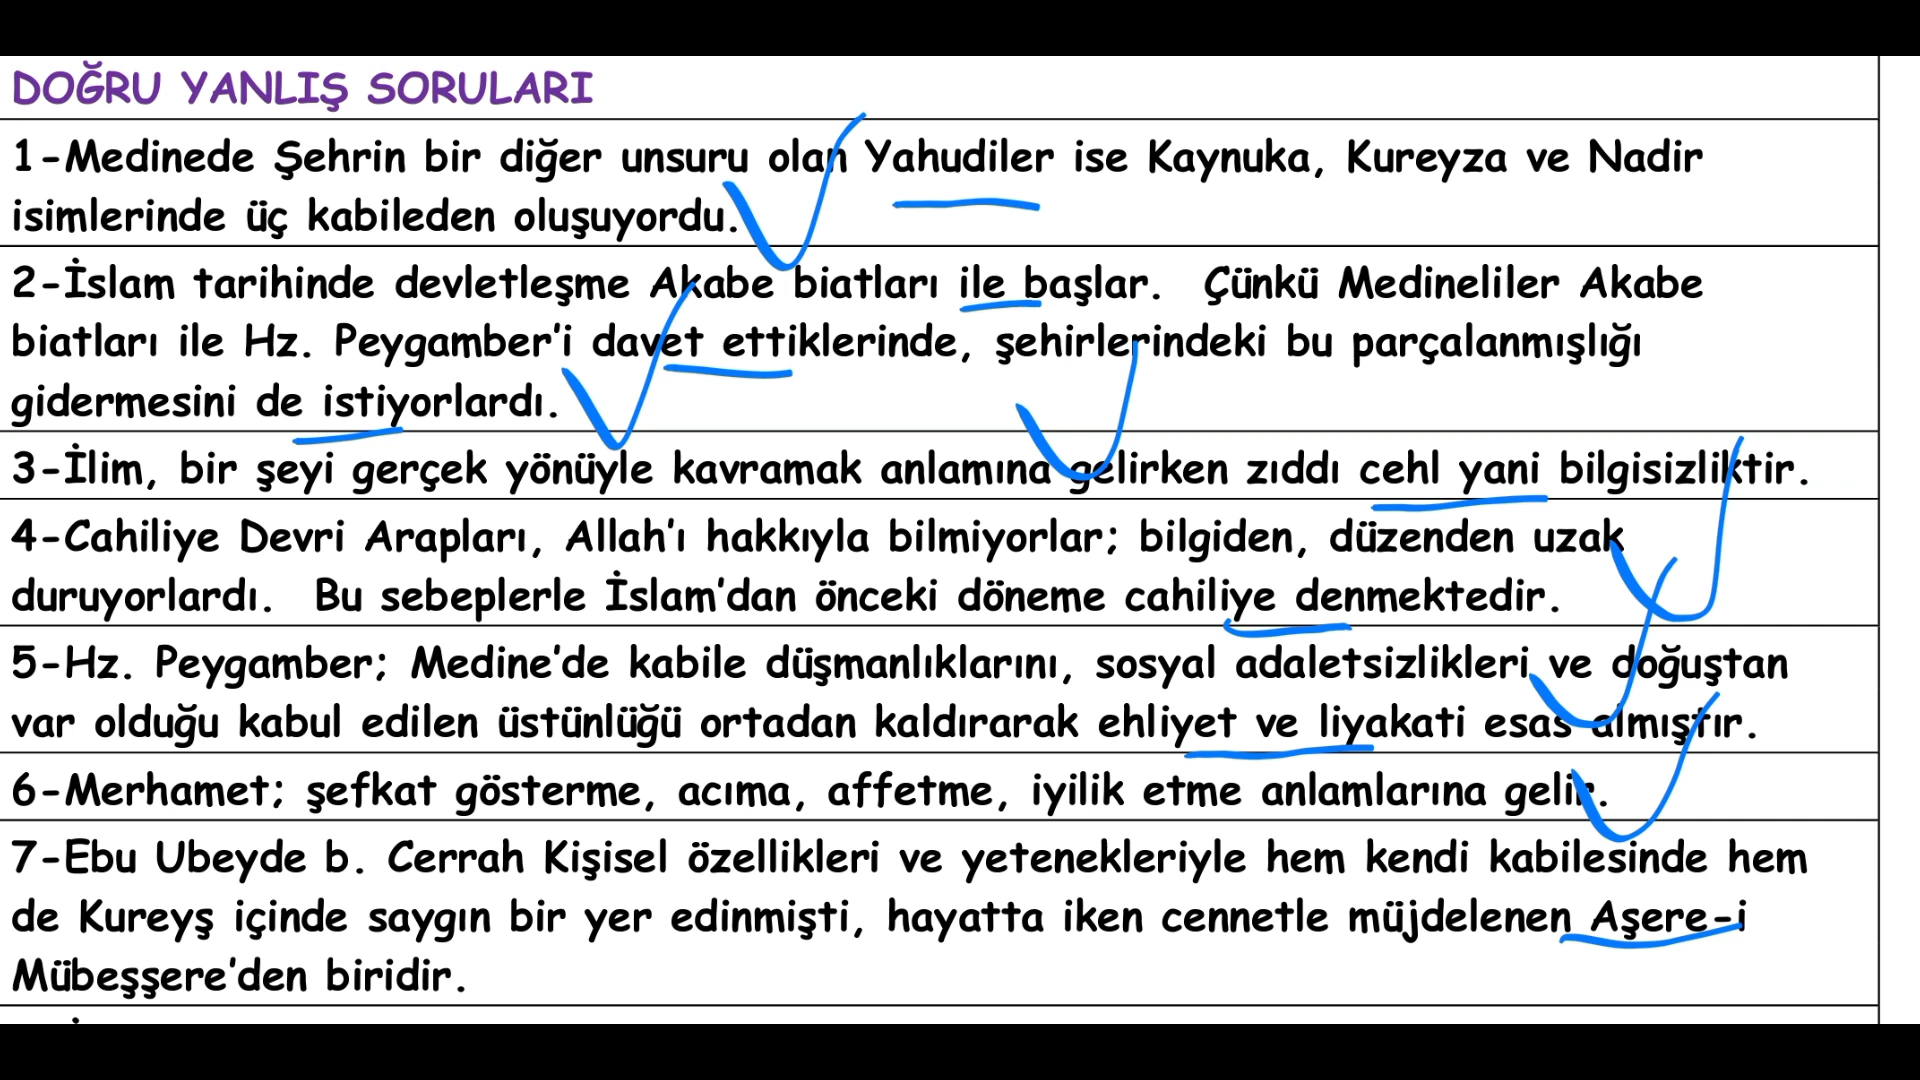 DOĞRU YANLIŞ SORULARI
1-Medinede Şehrin bir diğer unsuru olan Yahudiler ise Kaynuka, Kureyza ve Nadir
isimlerinde üç kabileden oluşuyordu.
2-İslam tarihinde devletleşme Akabe biatları ile başlar. Çünkü Medineliler Akabe
biatları ile Hz. Peygamber’i davet ettiklerinde, şehirlerindeki bu parçalanmışlığı
gidermesini de istiyorlardı.
3-İlim, bir şeyi gerçek yönüyle kavramak anlamına gelirken zıddı cehl yani bilgisizliktir.
4-Cahiliye Devri Arapları, Allah’ı hakkıyla bilmiyorlar; bilgiden, düzenden uzak
duruyorlardı. Bu sebeplerle İslam’dan önceki döneme cahiliye denmektedir.
5-Hz. Peygamber; Medine’de kabile düşmanlıklarını, sosyal adaletsizlikleri ve doğuştan
var olduğu kabul edilen üstünlüğü ortadan kaldırarak ehliyet ve liyakati esas almıştır.
6-Merhamet; şefkat gösterme, acıma, affetme, iyilik etme anlamlarına gelir.
7-Ebu Ubeyde b. Cerrah Kişisel özellikleri ve yetenekleriyle hem kendi kabilesinde hem
de Kureyş içinde saygın bir yer edinmişti, hayatta iken cennetle müjdelenen Aşere-i
Mübeşşere’den biridir.